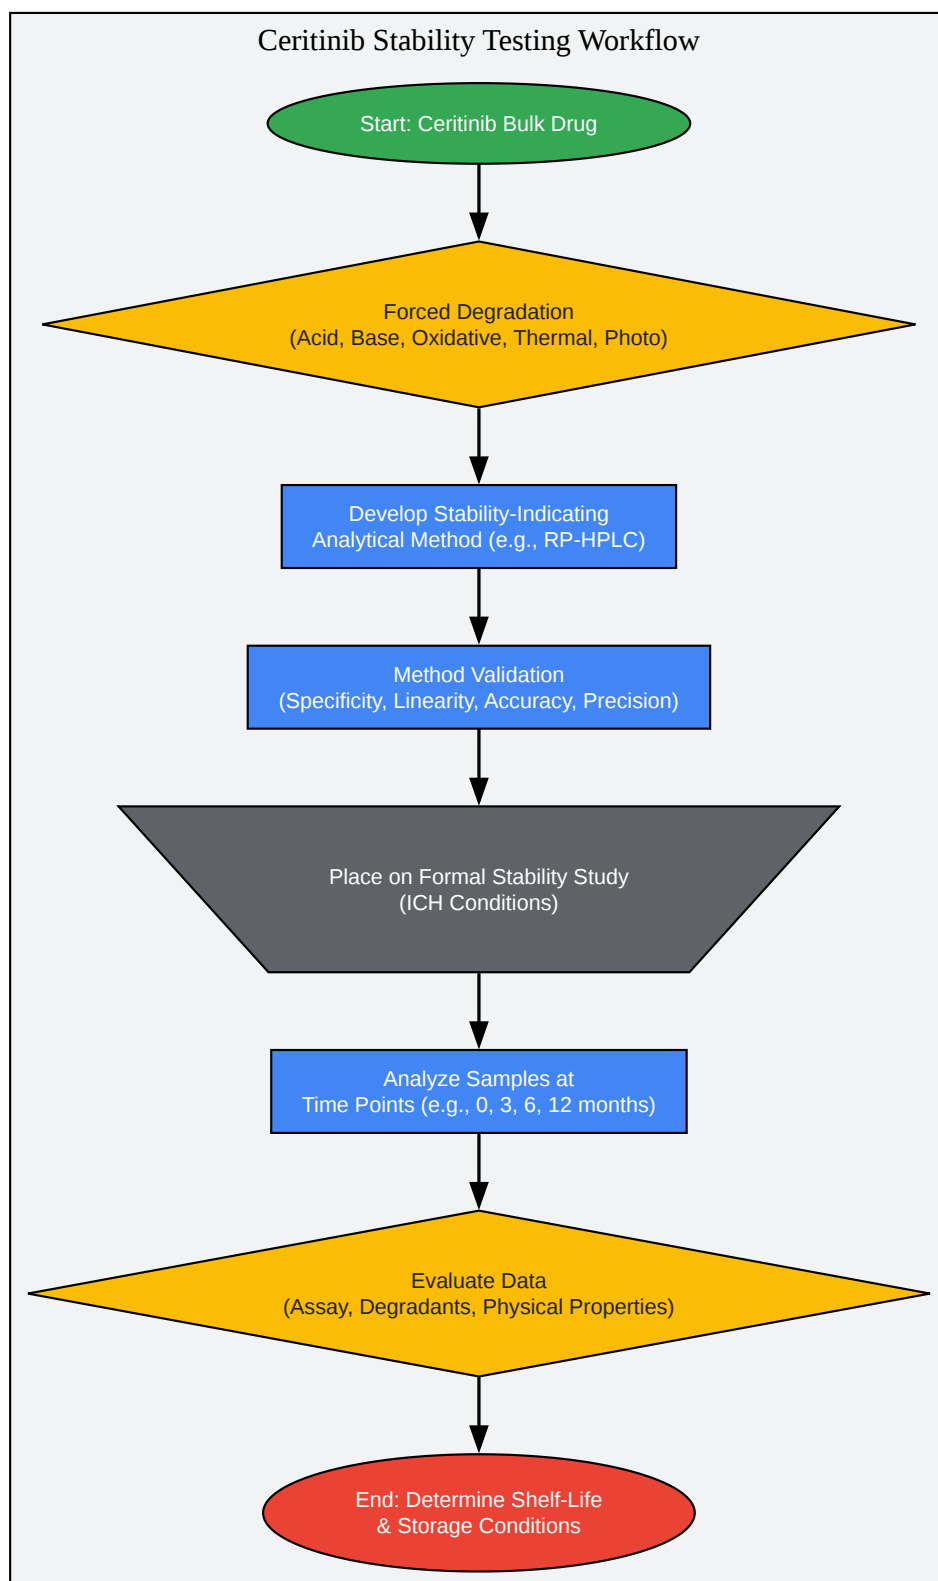 Ceritinib Stability Testing Workflow
Start: Ceritinib Bulk Drug
Forced Degradation
(Acid, Base, Oxidative, Thermal, Photo)
Develop Stability-Indicating
Analytical Method (e.g., RP-HPLC)
Method Validation
(Specificity, Linearity, Accuracy, Precision)
Place on Formal Stability Study
(ICH Conditions)
Analyze Samples at
Time Points (e.g., 0, 3, 6, 12 months)
Evaluate Data
(Assay, Degradants, Physical Properties)
End: Determine Shelf-Life
& Storage Conditions